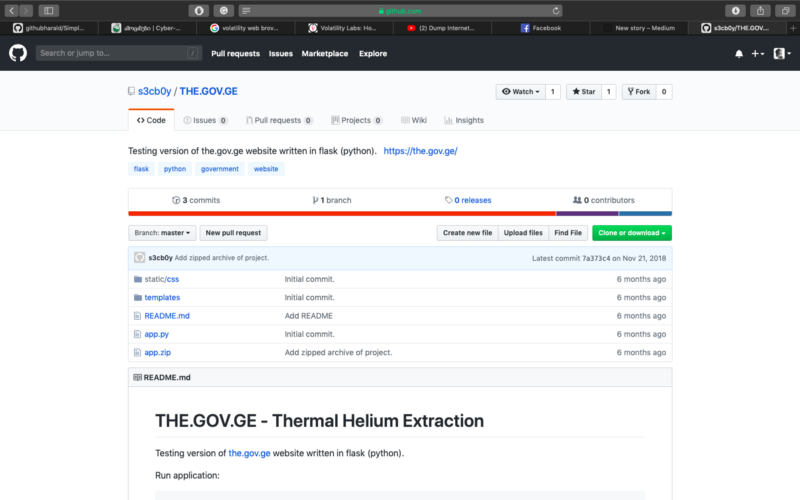 github.com
githubharald/Simpl...
| Cyber-...
volatility web brov...
Volatility Labs: Ho...
(2) Dump Internet...
Facebook
New story – Medium
s3cb0y/THE.GOV....
Search or jump to...
/
Pull requests Issues Marketplace Explore
s3cb0y / THE.GOV.GE
Watch 1 Star 1 Fork 0
Code Issues 0 Pull requests 0 Projects 0 Wiki Insights
Testing version of the.gov.ge website written in flask (python). https://the.gov.ge/
flask python government website
3 commits 1 branch 0 releases 0 contributors
Branch: master New pull request Create new file Upload files Find File Clone or download
s3cb0y Add zipped archive of project. Latest commit 7a373c4 on Nov 21, 2018
static/css Initial commit. 6 months ago
templates Initial commit. 6 months ago
README.md Add README 6 months ago
app.py Initial commit. 6 months ago
app.zip Add zipped archive of project. 6 months ago
README.md
THE.GOV.GE - Thermal Helium Extraction
Testing version of the.gov.ge website written in flask (python).
Run application: